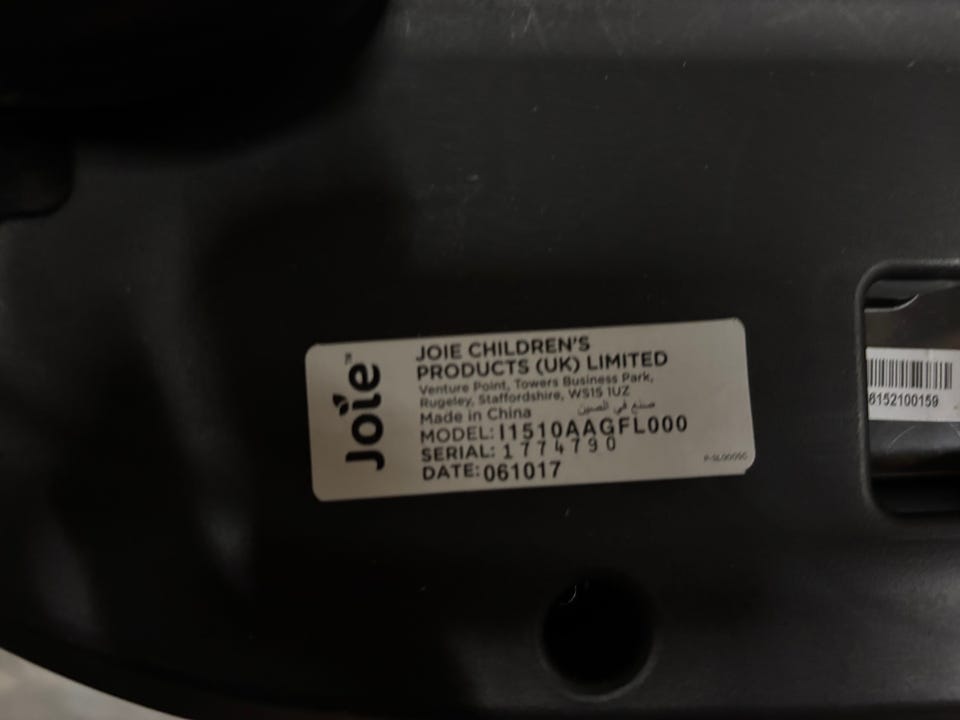 Joie™
JOIE CHILDREN'S
PRODUCTS (UK) LIMITED
Venture Point, Towers Business Park,
Rugeley, Staffordshire, WS15 1UZ
Made in China صنع في الصين
MODEL: I1510AAGFL000
SERIAL: 1774790
DATE: 061017
8152100159